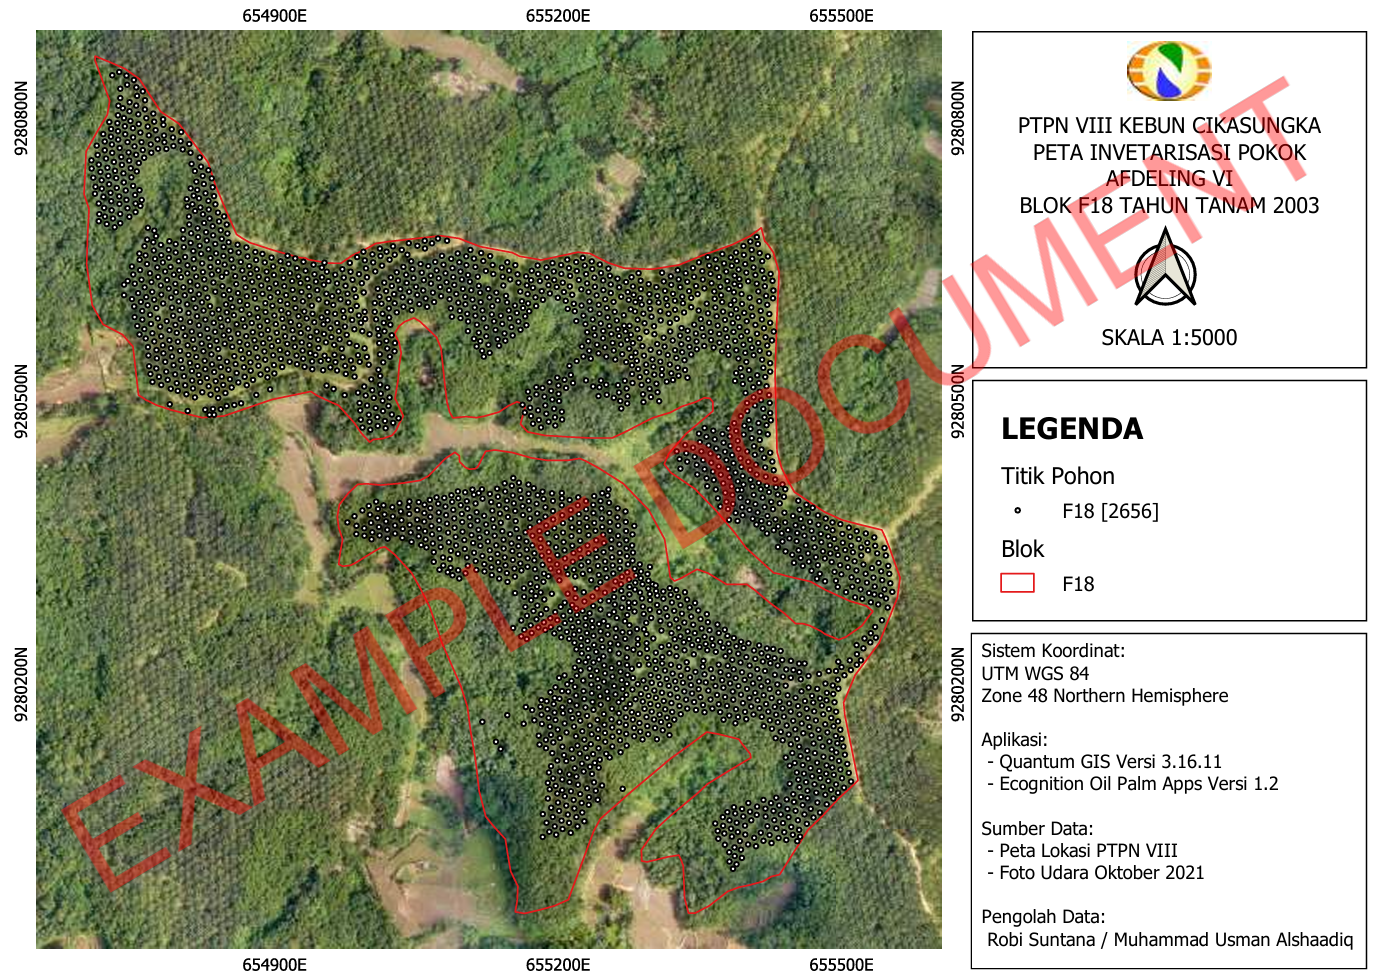 654900E 655200E 655500E
9280800N 9280800N
9280500N 9280500N
9280200N 9280200N
654900E 655200E 655500E
PTPN VIII KEBUN CIKASUNGKA
PETA INVETARISASI POKOK
AFDELING VI
BLOK F18 TAHUN TANAM 2003
SKALA 1:5000
LEGENDA
Titik Pohon
F18 [2656]
Blok
F18
Sistem Koordinat:
UTM WGS 84
Zone 48 Northern Hemisphere
Aplikasi:
- Quantum GIS Versi 3.16.11
- Ecognition Oil Palm Apps Versi 1.2
Sumber Data:
- Peta Lokasi PTPN VIII
- Foto Udara Oktober 2021
Pengolah Data:
Robi Suntana / Muhammad Usman Alshaadiq
EXAMPLE DOCUMENT